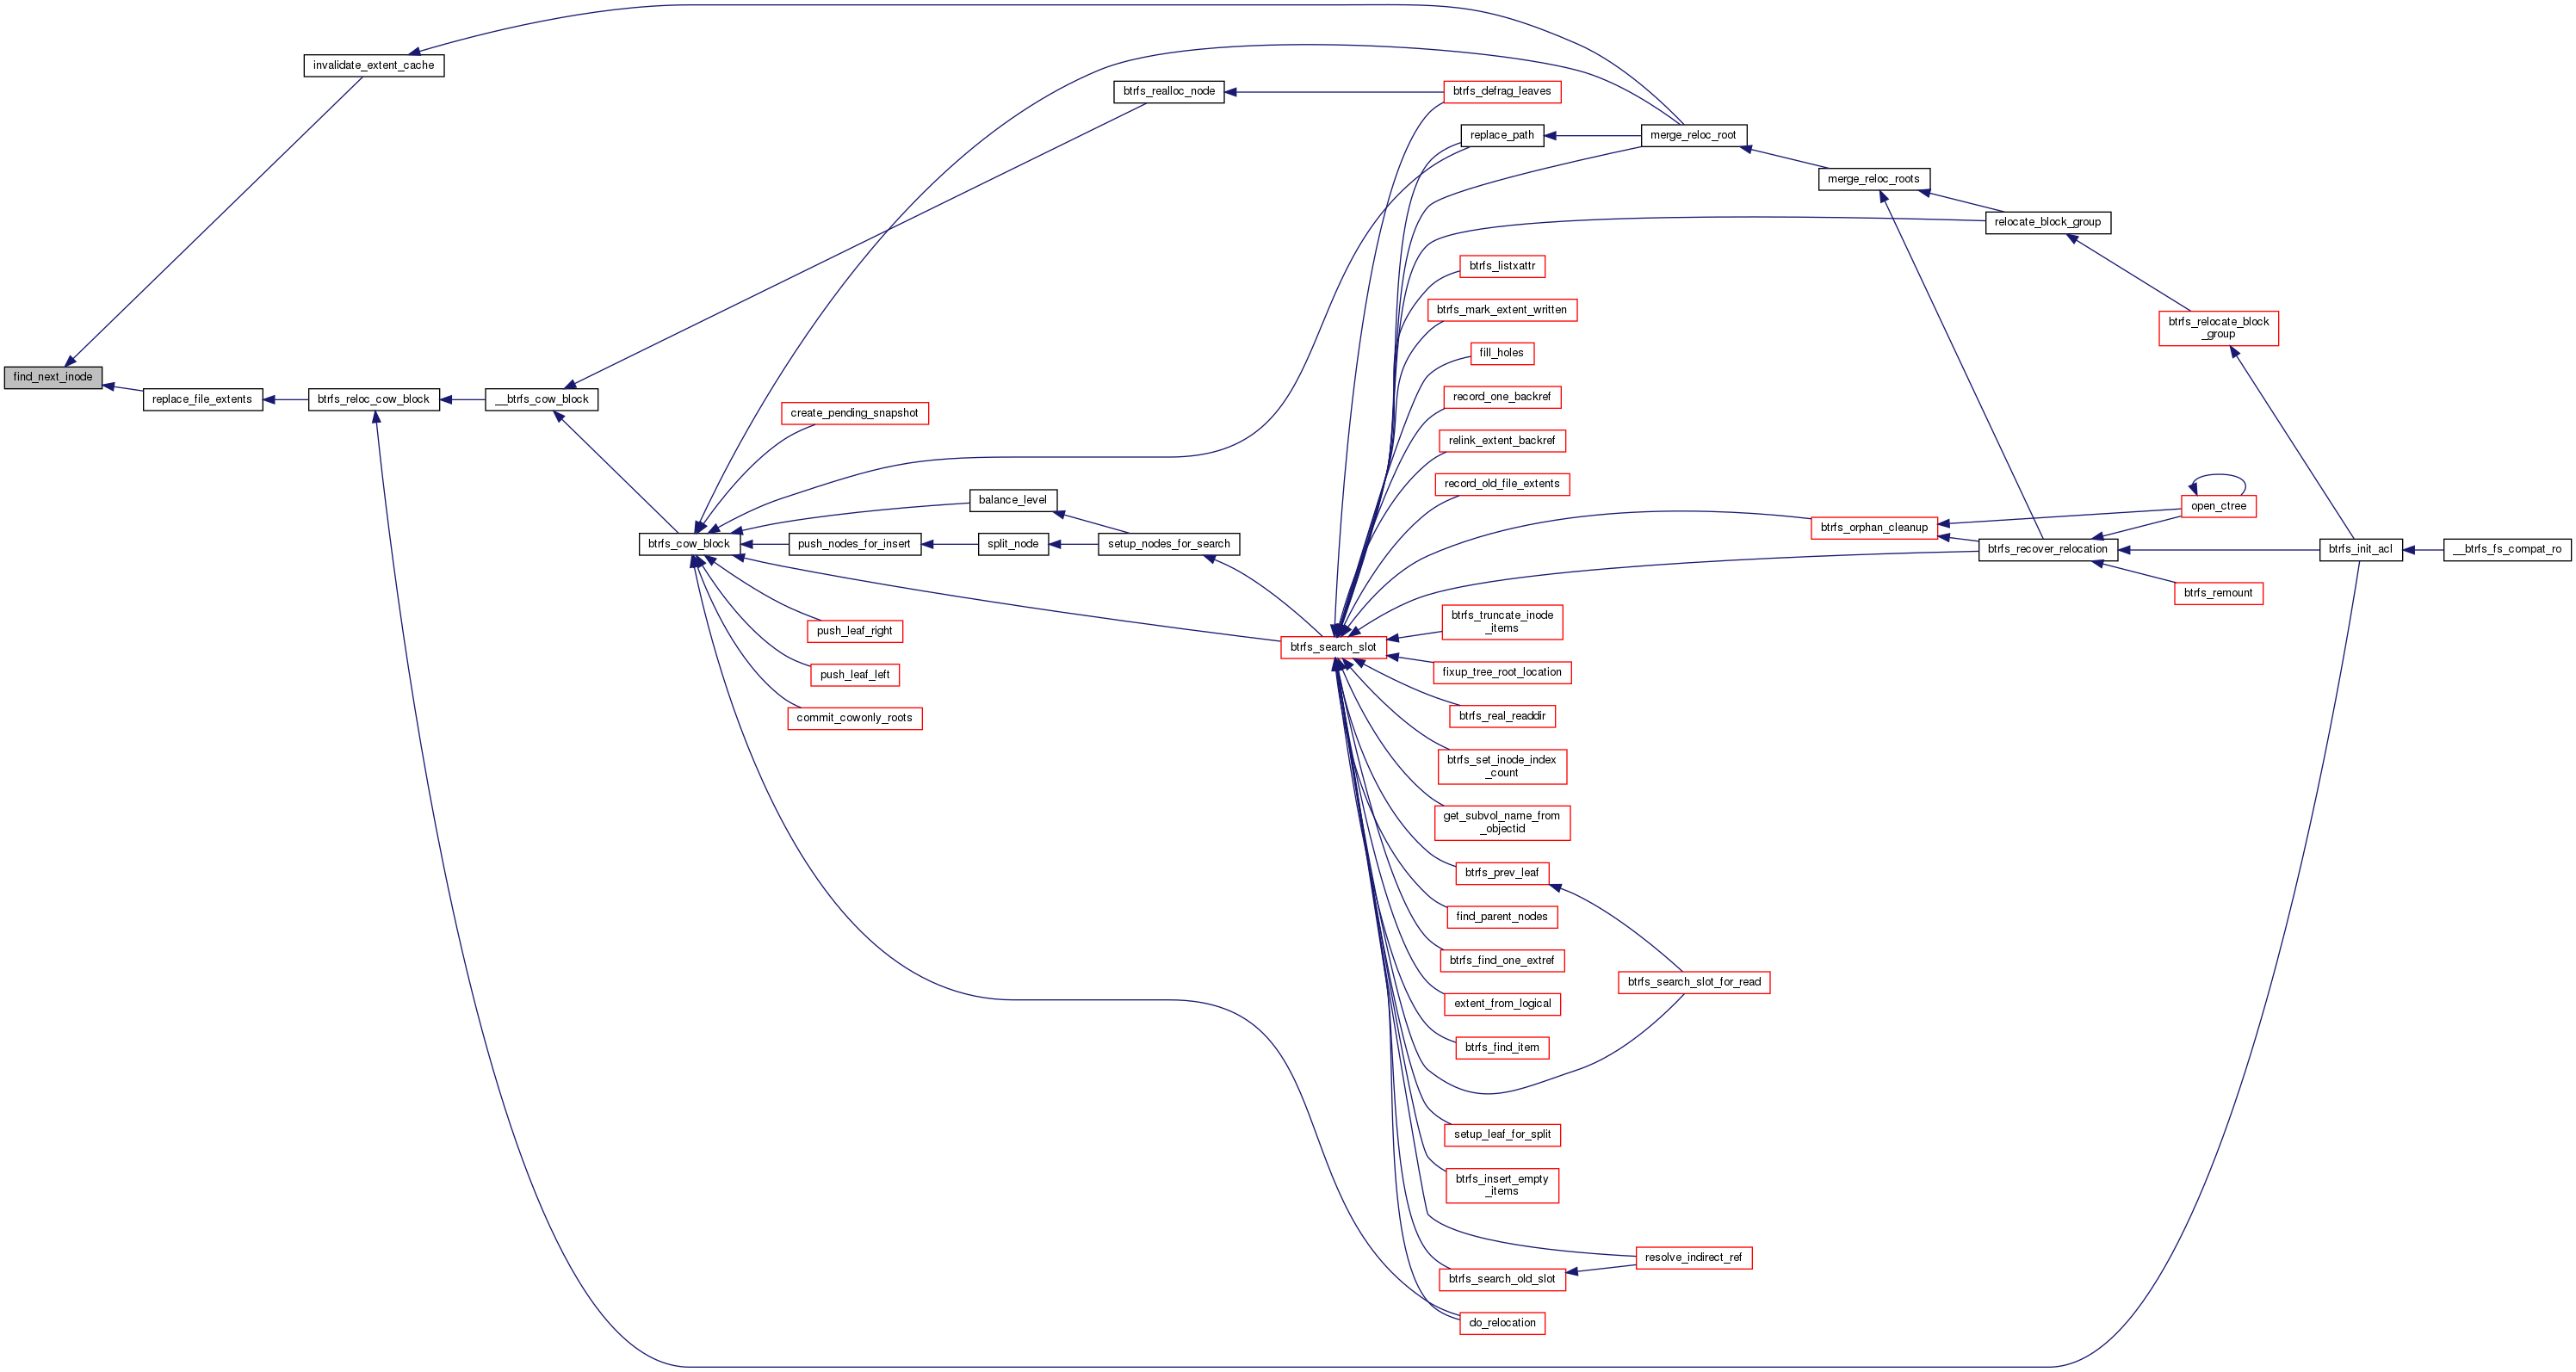 invalidate_extent_cache
btrfs_realloc_node
btrfs_defrag_leaves
replace_path
merge_reloc_root
merge_reloc_roots
relocate_block_group
btrfs_listxattr
btrfs_mark_extent_written
btrfs_relocate_block
_group
fill_holes
find_next_inode
replace_file_extents
btrfs_reloc_cow_block
__btrfs_cow_block
record_one_backref
create_pending_snapshot
relink_extent_backref
record_old_file_extents
balance_level
open_ctree
btrfs_orphan_cleanup
btrfs_cow_block
push_nodes_for_insert
split_node
setup_nodes_for_search
btrfs_recover_relocation
btrfs_init_acl
__btrfs_fs_compat_ro
btrfs_remount
btrfs_truncate_inode
_items
push_leaf_right
btrfs_search_slot
fixup_tree_root_location
push_leaf_left
btrfs_real_readdir
commit_cowonly_roots
btrfs_set_inode_index
_count
get_subvol_name_from
_objectid
btrfs_prev_leaf
find_parent_nodes
btrfs_find_one_extref
btrfs_search_slot_for_read
extent_from_logical
btrfs_find_item
setup_leaf_for_split
btrfs_insert_empty
_items
resolve_indirect_ref
btrfs_search_old_slot
do_relocation